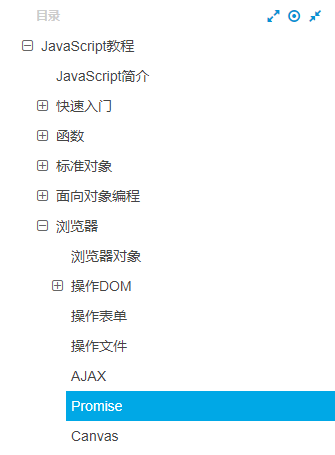 目录
JavaScript教程
JavaScript简介
快速入门
函数
标准对象
面向对象编程
浏览器
浏览器对象
操作DOM
操作表单
操作文件
AJAX
Promise
Canvas